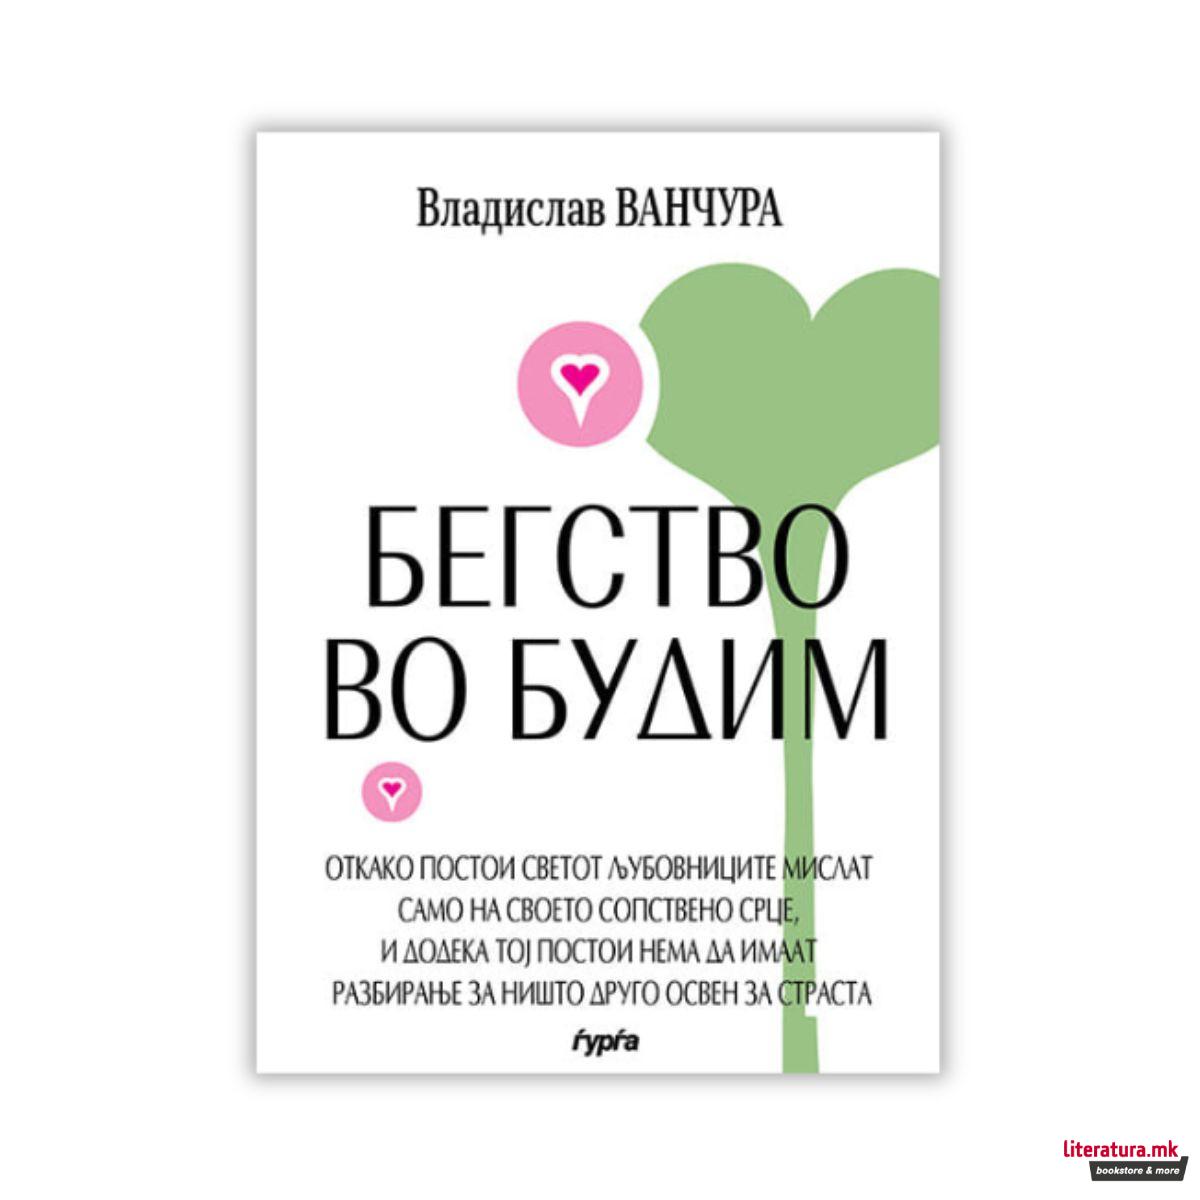 Владислав ВАНЧУРА
БЕГСТВО
ВО БУДИМ
ОТКАКО ПОСТОИ СВЕТОТ ЉУБОВНИЦИТЕ МИСЛАТ
САМО НА СВОЕТО СОПСТВЕНО СРЦЕ,
И ДОДЕКА ТОЈ ПОСТОИ НЕМА ДА ИМААТ
РАЗБИРАЊЕ ЗА НИШТО ДРУГО ОСВЕН ЗА СТРАСТА
ѓурѓа
literatura.mk
bookstore & more